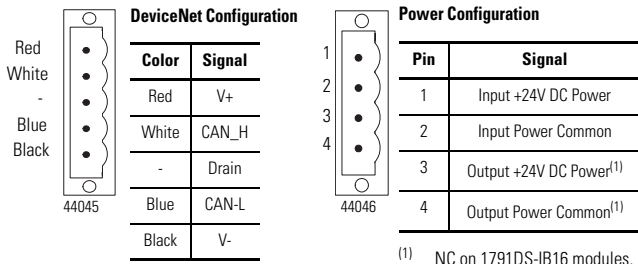 DeviceNet Configuration
Red
White
-
Blue
Black
44045
Color Signal
Red V+
White CAN_H
- Drain
Blue CAN-L
Black V-
Power Configuration
1
2
3
4
44046
Pin Signal
1 Input +24V DC Power
2 Input Power Common
3 Output +24V DC Power(1)
4 Output Power Common(1)
(1) NC on 1791DS-IB16 modules.